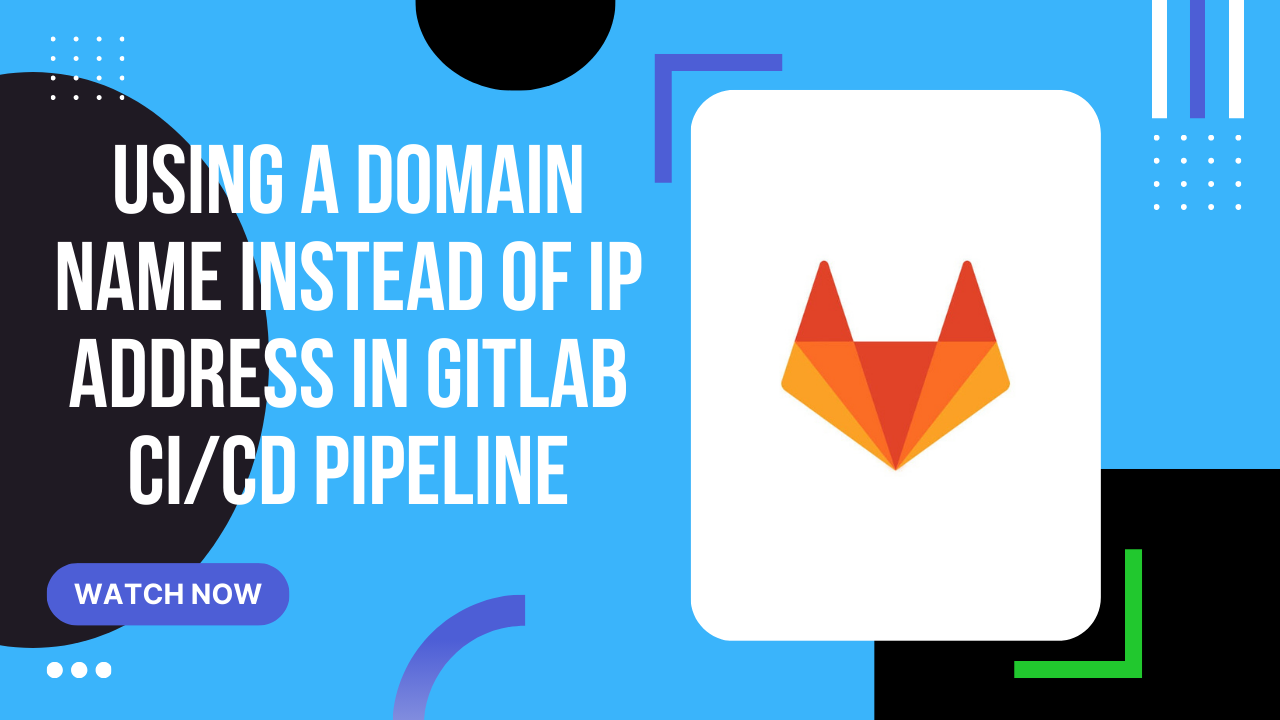 USING A DOMAIN
NAME INSTEAD OF IP
ADDRESS IN GITLAB
CI/CD PIPELINE
WATCH NOW